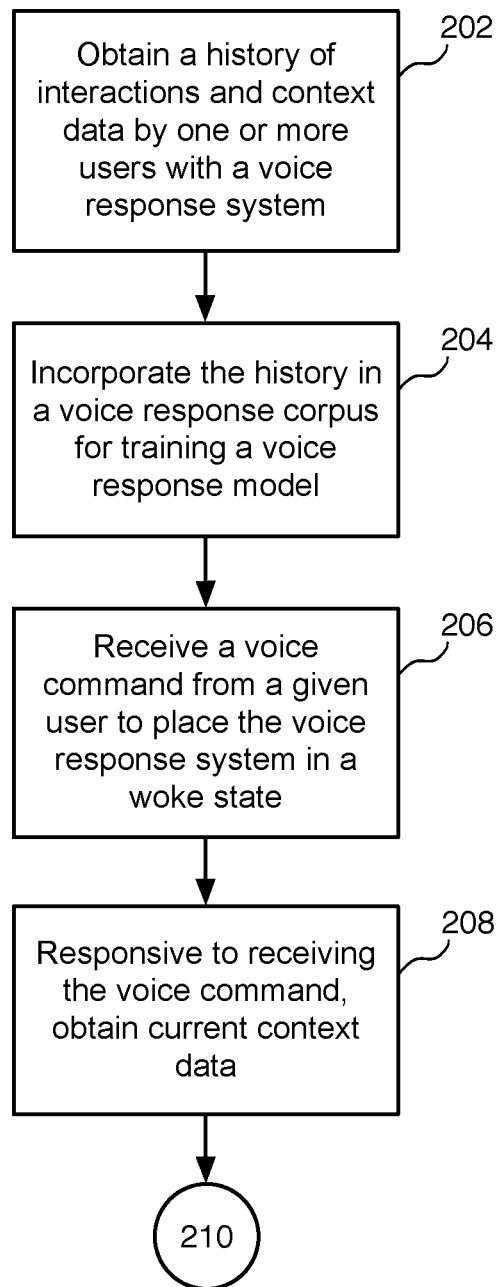 202
Obtain a history of
interactions and context
data by one or more
users with a voice
response system
204
Incorporate the history in
a voice response corpus
for training a voice
response model
206
Receive a voice
command from a given
user to place the voice
response system in a
woke state
208
Responsive to receiving
the voice command,
obtain current context
data
210